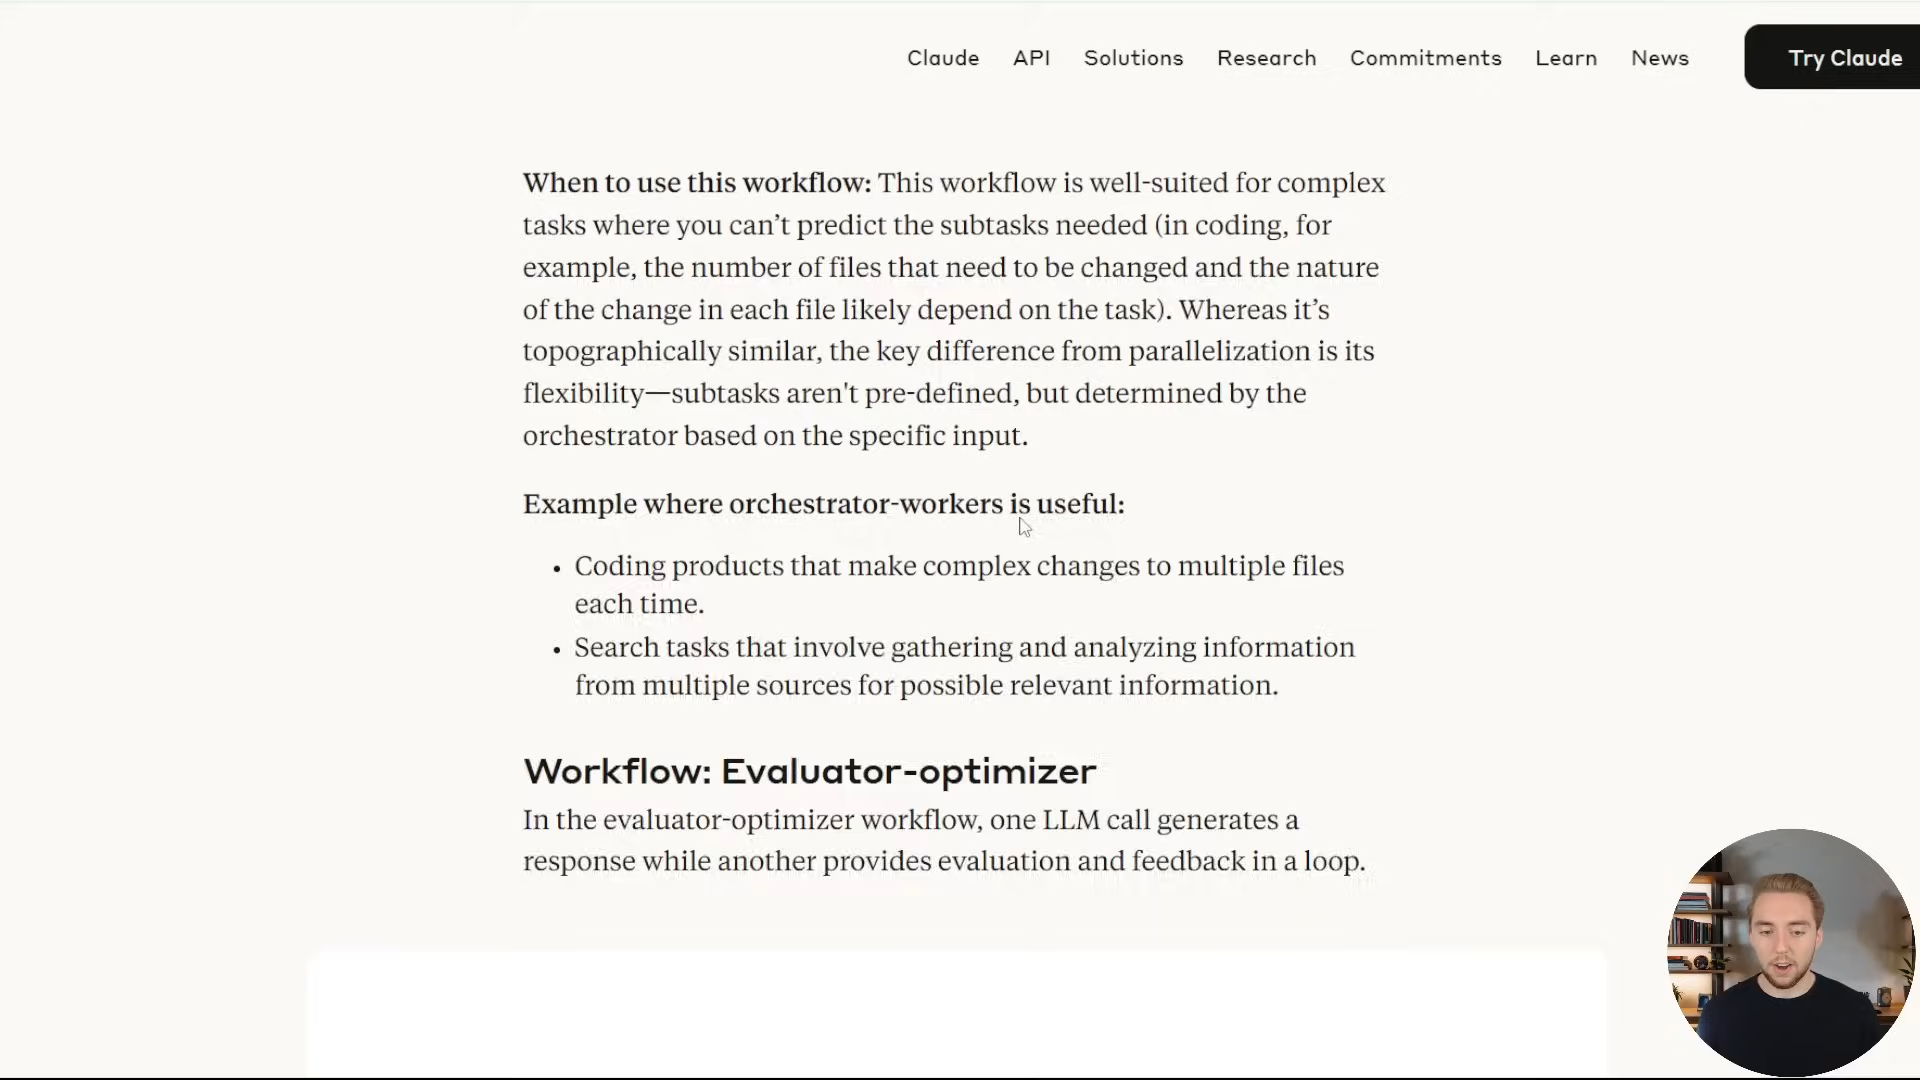 Claude API Solutions Research Commitments Learn News Try Claude
When to use this workflow: This workflow is well-suited for complex
tasks where you can’t predict the subtasks needed (in coding, for
example, the number of files that need to be changed and the nature
of the change in each file likely depend on the task). Whereas it’s
topographically similar, the key difference from parallelization is its
flexibility—subtasks aren't pre-defined, but determined by the
orchestrator based on the specific input.
Example where orchestrator-workers is useful:
• Coding products that make complex changes to multiple files
each time.
• Search tasks that involve gathering and analyzing information
from multiple sources for possible relevant information.
Workflow: Evaluator-optimizer
In the evaluator-optimizer workflow, one LLM call generates a
response while another provides evaluation and feedback in a loop.